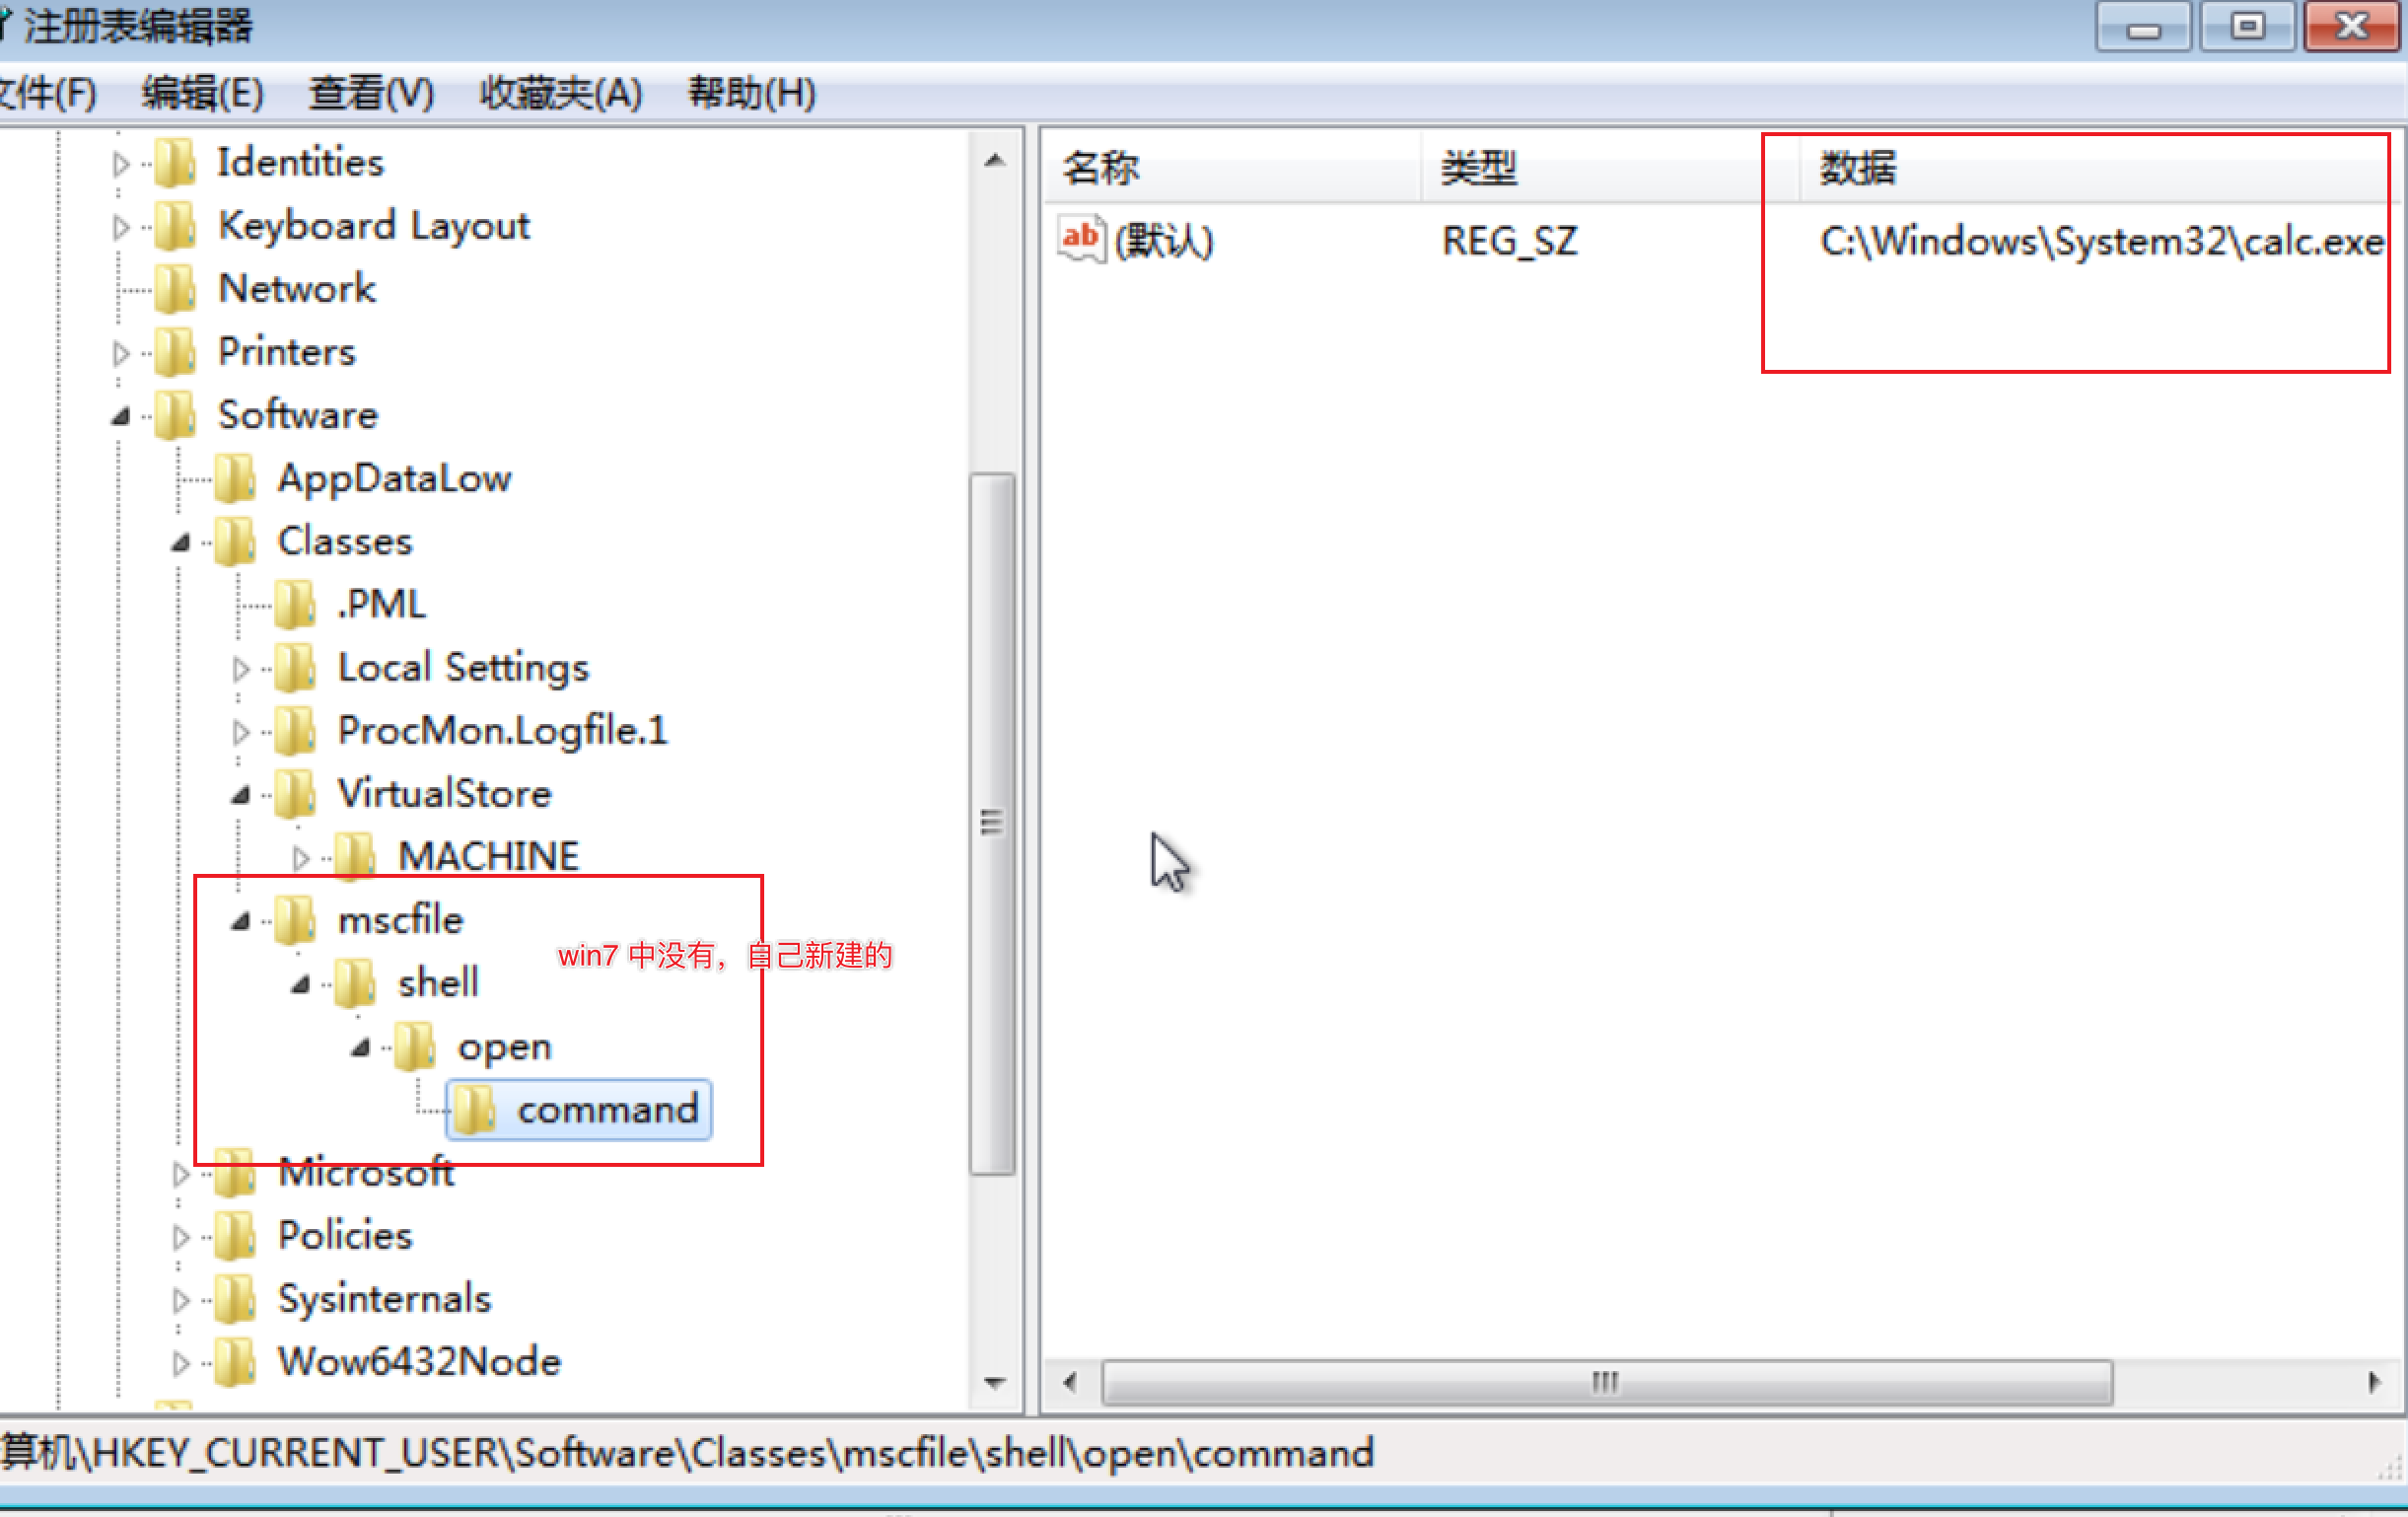 注册表编辑器
文件(F) 编辑(E) 查看(V) 收藏夹(A) 帮助(H)
Identities
Keyboard Layout
Network
Printers
Software
AppDataLow
Classes
.PML
Local Settings
ProcMon.Logfile.1
VirtualStore
MACHINE
mscfile
win7 中没有，自己新建的
shell
open
command
Microsoft
Policies
Sysinternals
Wow6432Node
名称 类型 数据
ab (默认) REG_SZ C:\Windows\System32\calc.exe
算机\HKEY_CURRENT_USER\Software\Classes\mscfile\shell\open\command